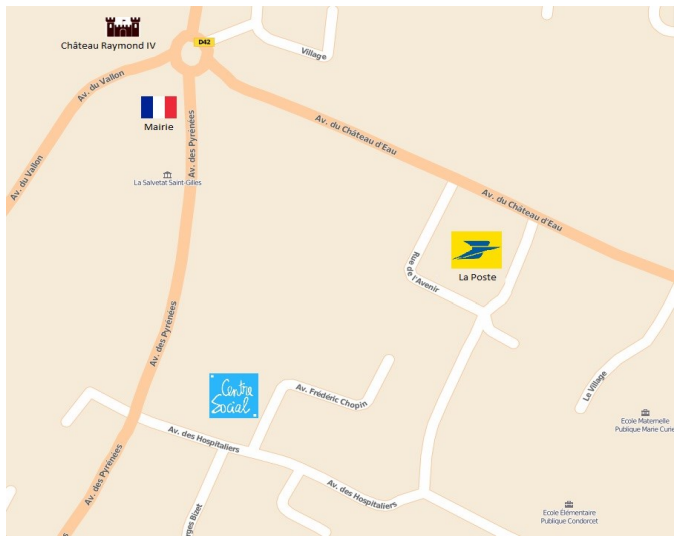 Château Raymond IV
D42
Village
Av. du Vallon
Mairie
Av. des Pyrénées
Av. du Château d'Eau
Av. du Vallon
La Salvetat Saint-Gilles
Av. du Château d'Eau
La Poste
Rue de l'Avenir
Av. des Pyrénées
Centre
Social
Av. Frédéric Chopin
Le Village
Ecole Maternelle
Publique Marie Curie
Av. des Hospitaliers
Av. des Pyrénées
Av. des Hospitaliers
rges Bizet
Ecole Elémentaire
Publique Condorcet